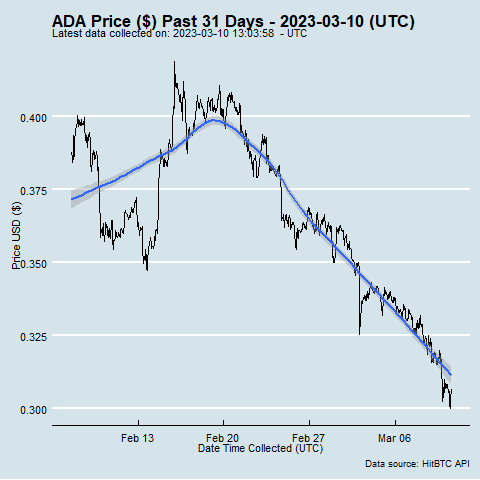 ADA Price ($) Past 31 Days - 2023-03-10 (UTC)
Latest data collected on: 2023-03-10 13:03:58 - UTC
Price USD ($)
0.400
0.375
0.350
0.325
0.300
Feb 13
Feb 20
Feb 27
Mar 06
Date Time Collected (UTC)
Data source: HitBTC API